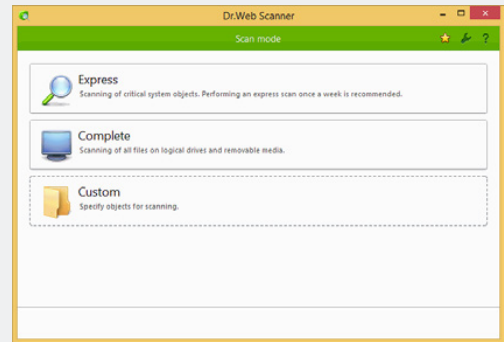 Dr.Web Scanner
Scan mode
?
Express
Scanning of critical system objects. Performing an express scan once a week is recommended.
Complete
Scanning of all files on logical drives and removable media.
Custom
Specify objects for scanning.